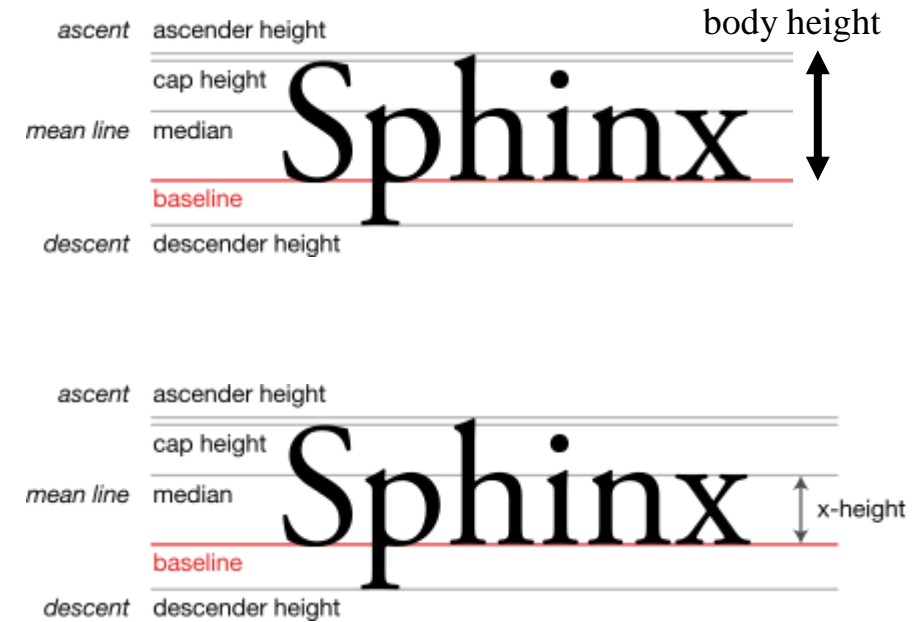 body height
ascent ascender height
cap height
Sphinx
mean line median
baseline
descent descender height
ascent ascender height
cap height
Sphinx
mean line median
x-height
baseline
descent descender height